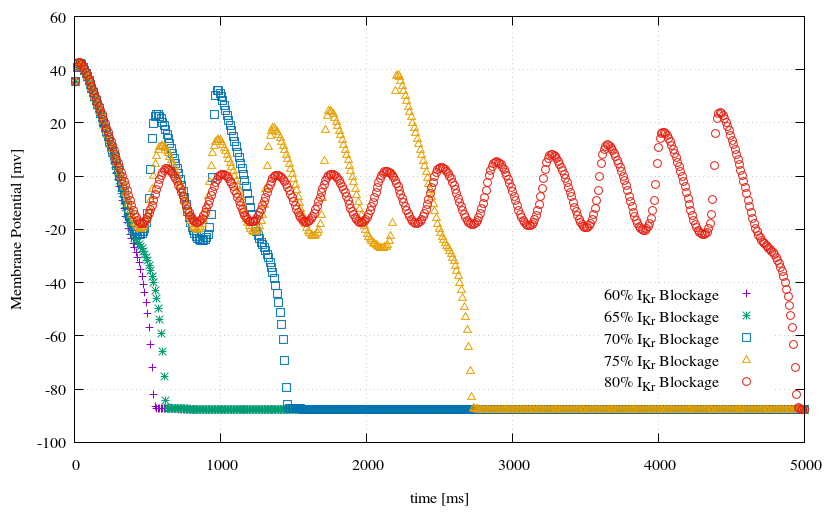 60
40
20
0
-20
-40
-60
-80
-100
0 1000 2000 3000 4000 5000
Membrane Potential [mv]
time [ms]
60% IKr Blockage
65% IKr Blockage
70% IKr Blockage
75% IKr Blockage
80% IKr Blockage